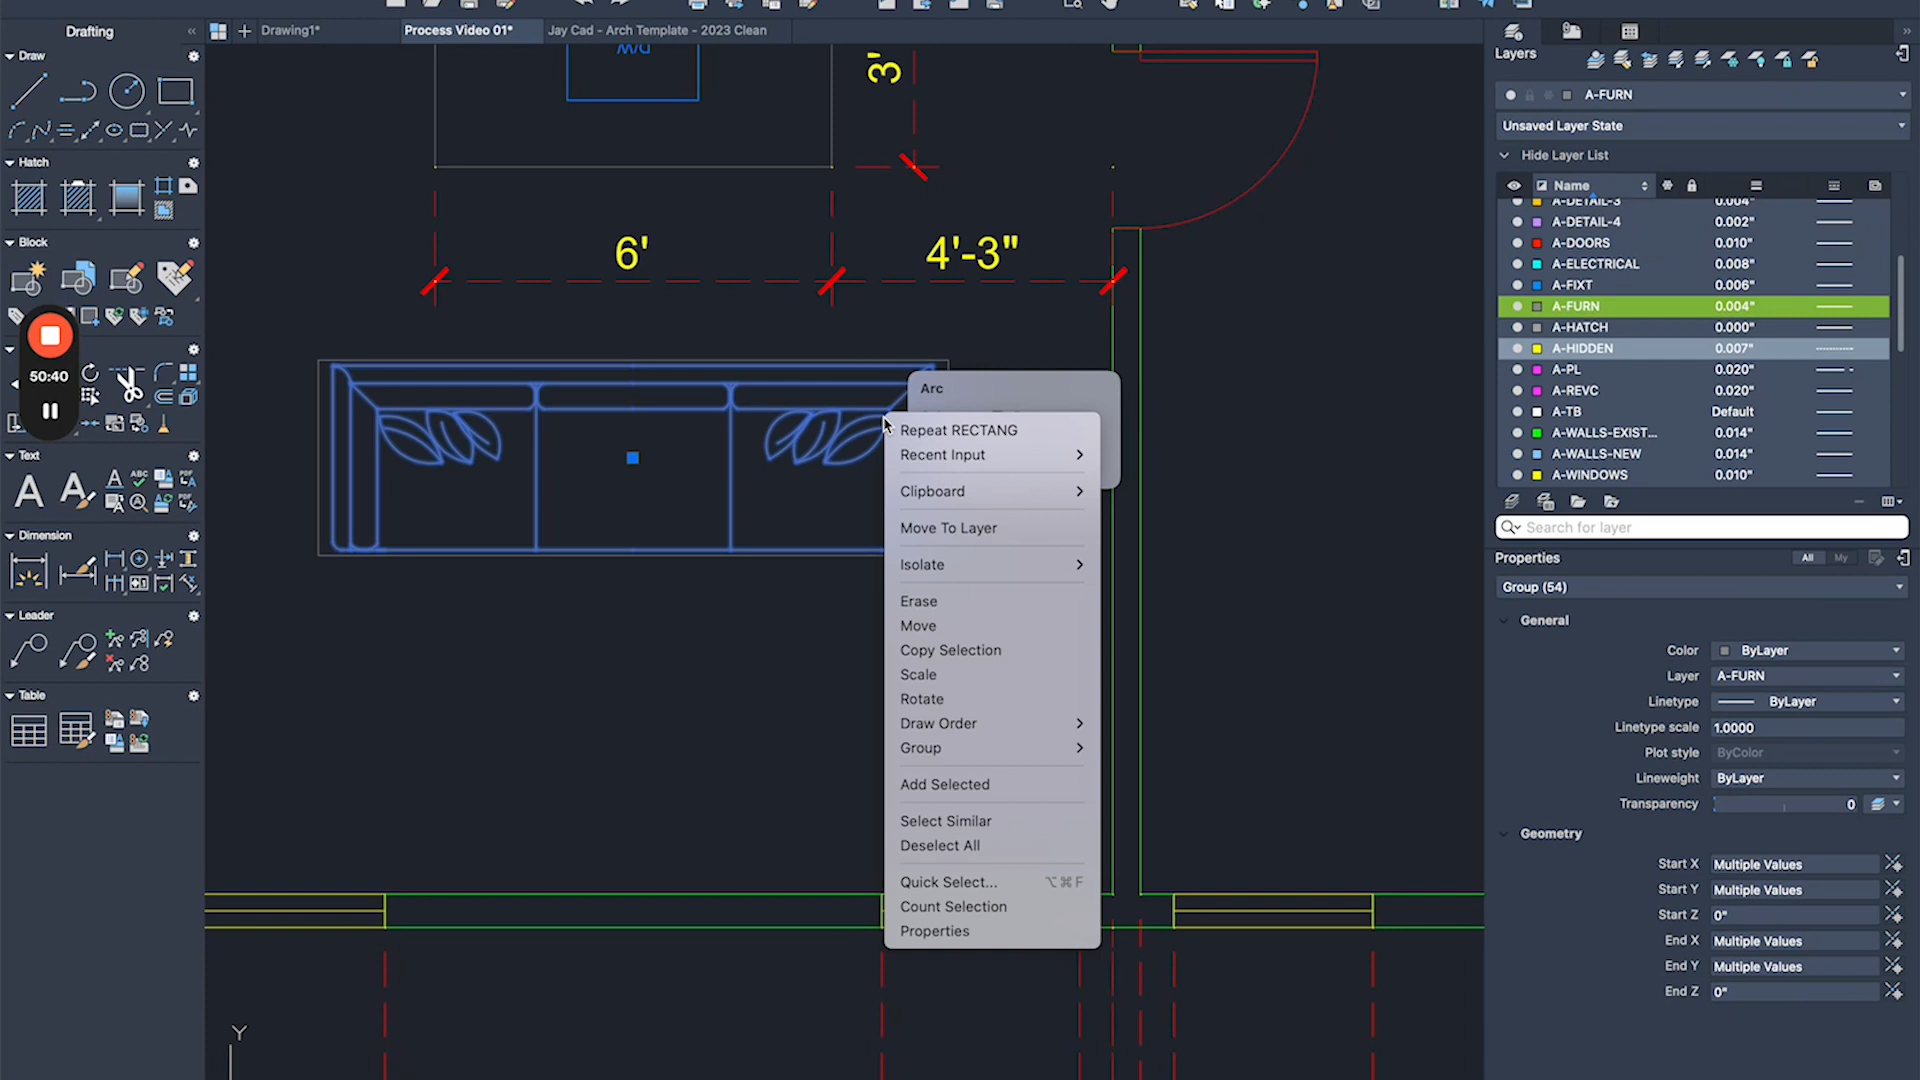 Drafting
Drawing1*
Process Video 01*
Jay Cad - Arch Template - 2023 Clean
Draw
Hatch
Block
50:40
Text
Dimension
Leader
Table
3'
6'
4'-3"
Y
Arc
Repeat RECTANG
Recent Input
Clipboard
Move To Layer
Isolate
Erase
Move
Copy Selection
Scale
Rotate
Draw Order
Group
Add Selected
Select Similar
Deselect All
Quick Select... ⌥⌘F
Count Selection
Properties
Layers
A-FURN
Unsaved Layer State
Hide Layer List
Name
A-DETAIL-3 0.004"
A-DETAIL-4 0.002"
A-DOORS 0.010"
A-ELECTRICAL 0.008"
A-FIXT 0.006"
A-FURN 0.004"
A-HATCH 0.000"
A-HIDDEN 0.007"
A-PL 0.020"
A-REVC 0.020"
A-TB Default
A-WALLS-EXIST... 0.014"
A-WALLS-NEW 0.014"
A-WINDOWS 0.010"
Search for layer
Properties All My
Group (54)
General
Color ByLayer
Layer A-FURN
Linetype ByLayer
Linetype scale 1.0000
Plot style ByColor
Lineweight ByLayer
Transparency 0
Geometry
Start X Multiple Values
Start Y Multiple Values
Start Z 0"
End X Multiple Values
End Y Multiple Values
End Z 0"